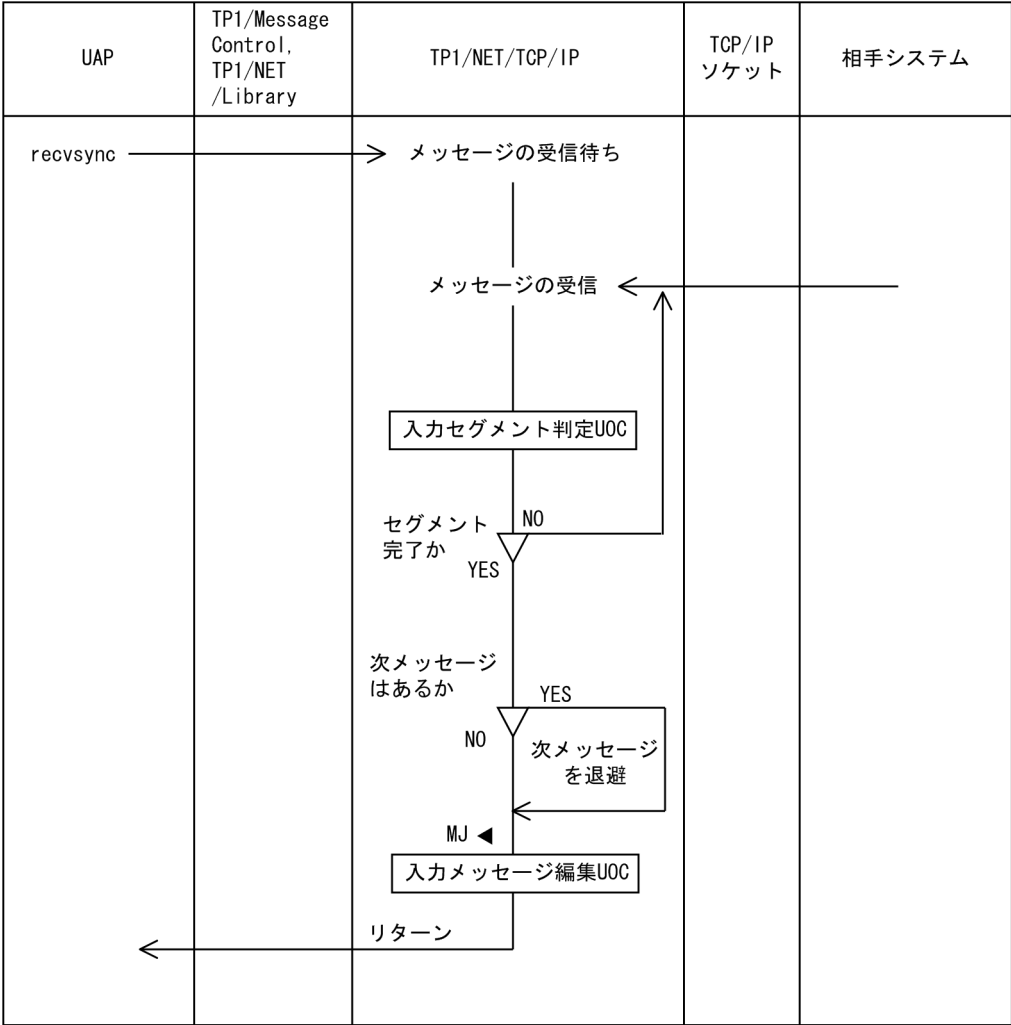 UAP
TP1/Message
Control,
TP1/NET
/Library
TP1/NET/TCP/IP
TCP/IP
ソケット
相手システム
recvsync
メッセージの受信待ち
メッセージの受信
入力セグメント判定UOC
セグメント
完了か
NO
YES
次メッセージ
はあるか
YES
NO
次メッセージ
を退避
MJ
入力メッセージ編集UOC
リターン